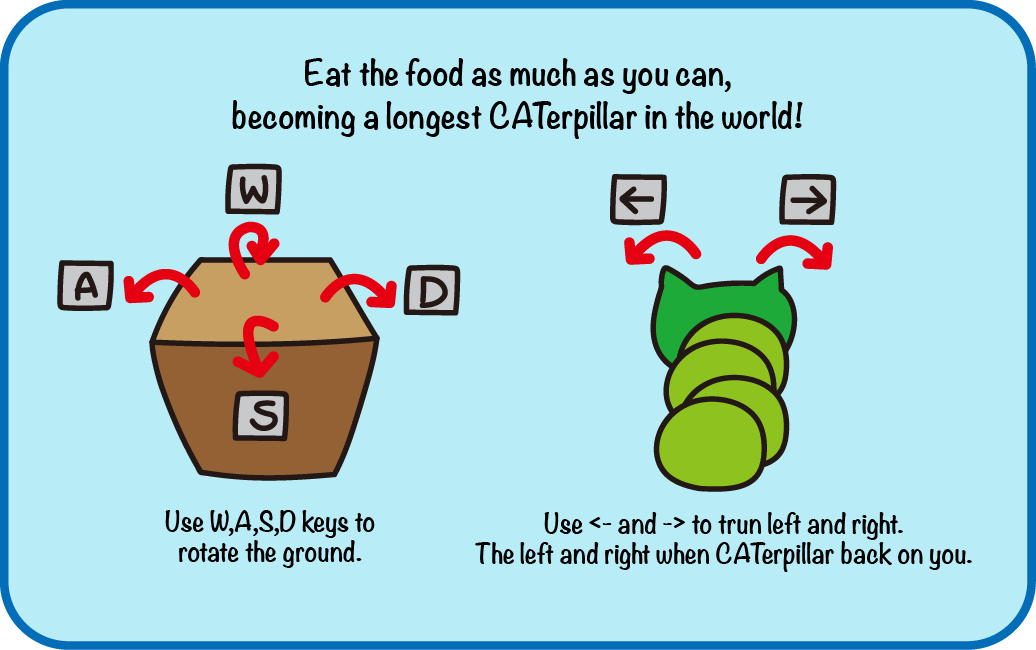 Eat the food as much as you can,
becoming a longest CATerpillar in the world!
W
A
D
S
←
→
Use W,A,S,D keys to
rotate the ground.
Use <- and -> to trun left and right.
The left and right when CATerpillar back on you.